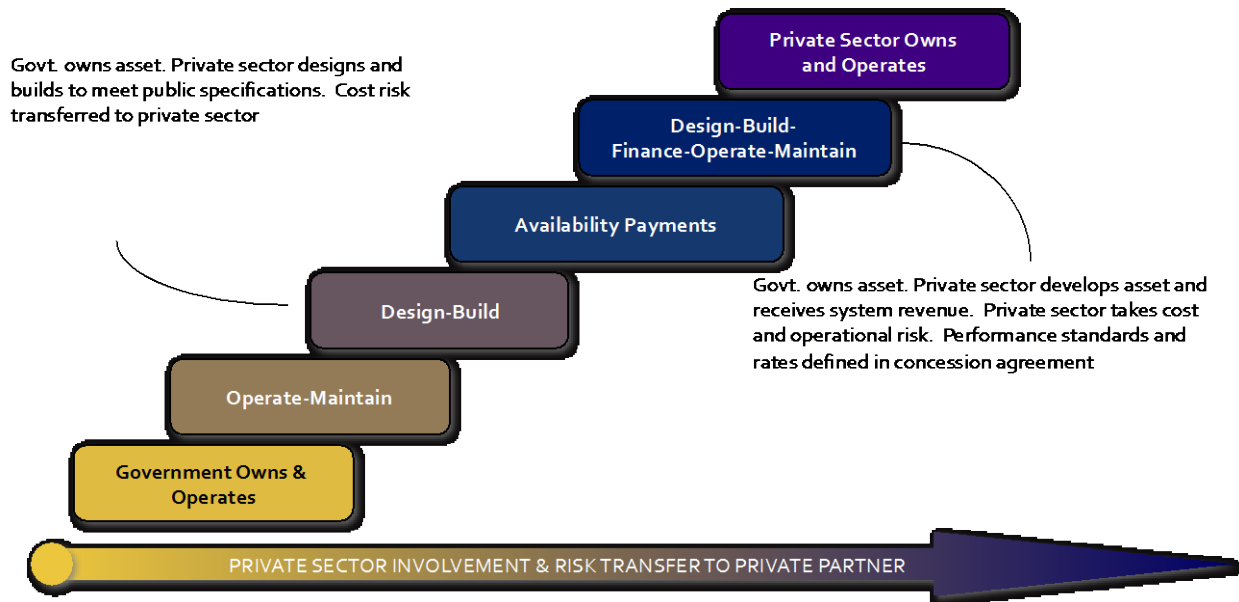 Private Sector Owns
and Operates
Govt. owns asset. Private sector designs and
builds to meet public specifications. Cost risk
transferred to private sector
Design-Build-
Finance-Operate-Maintain
Availability Payments
Govt. owns asset. Private sector develops asset and
receives system revenue. Private sector takes cost
and operational risk. Performance standards and
rates defined in concession agreement
Design-Build
Operate-Maintain
Government Owns &
Operates
PRIVATE SECTOR INVOLVEMENT & RISK TRANSFER TO PRIVATE PARTNER